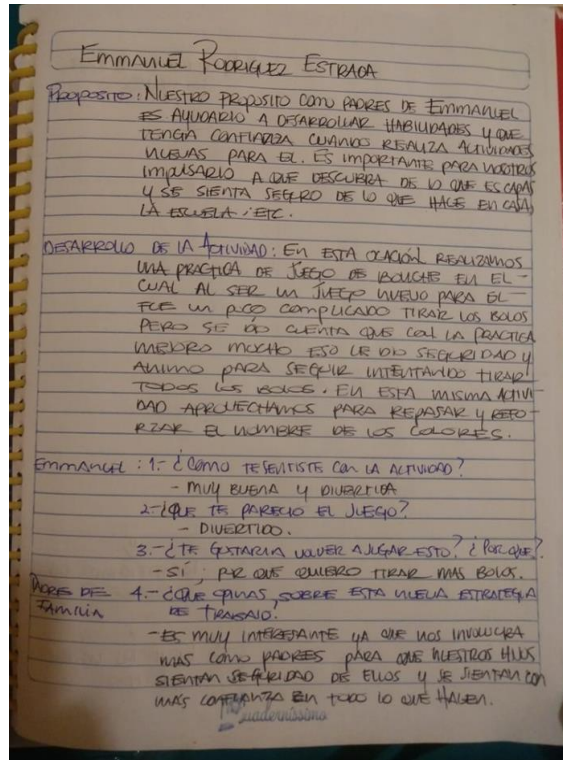 EMMANUEL RODRIGUEZ ESTRADA
PROPOSITO: NUESTRO PROPOSITO COMO PADRES DE EMMANUEL
ES AYUDARLO A DESARROLLAR HABILIDADES Y QUE
TENGA CONFIANZA CUANDO REALIZA ACTIVIDADES
NUEVAS PARA EL. ES IMPORTANTE PARA NOSOTROS
IMPULSARLO A QUE DESCUBRA DE LO QUE ES CAPAS
Y SE SIENTA SEGURO DE LO QUE HACE EN CASA,
LA ESCUELA; ETC.
DESARROLLO DE LA ACTIVIDAD: EN ESTA OCACIÓN REALIZAMOS
UNA PRACTICA DE JUEGO DE BOLICHE EN EL -
CUAL AL SER UN JUEGO NUEVO PARA EL -
FUE UN POCO COMPLICADO TIRAR LOS BOLOS
PERO SE DIO CUENTA QUE CON LA PRACTICA
MEJORO MUCHO ESO LE DIO SEGURIDAD Y
ANIMO PARA SEGUIR INTENTANDO TIRAR
TODOS LOS BOLOS. EN ESTA MISMA ACTIVI-
DAD APROVECHAMOS PARA REPASAR Y REFO-
RZAR EL NOMBRE DE LOS COLORES.
EMMANUEL: 1.- ¿COMO TE SENTISTE CON LA ACTIVIDAD?
- MUY BUENA Y DIVERTIDA
2.- ¿QUE TE PARECIO EL JUEGO?
- DIVERTIDO.
3.- ¿TE GUSTARIA VOLVER A JUGAR ESTO? ¿POR QUE?
- SÍ, POR QUE QUIERO TIRAR MAS BOLOS.
PADRE DE 4.- ¿QUE OPINAS SOBRE ESTA NUEVA ESTRATEGIA
FAMILIA DE TRABAJO?
- ES MUY INTERESANTE YA QUE NOS INVOLUCRA
MAS COMO PADRES PARA QUE NUESTROS HIJOS
SIENTAN SEGURIDAD DE ELLOS Y SE SIENTAN CON
MAS CONFIANZA EN TODO LO QUE HACEN.
Cuadernissimo